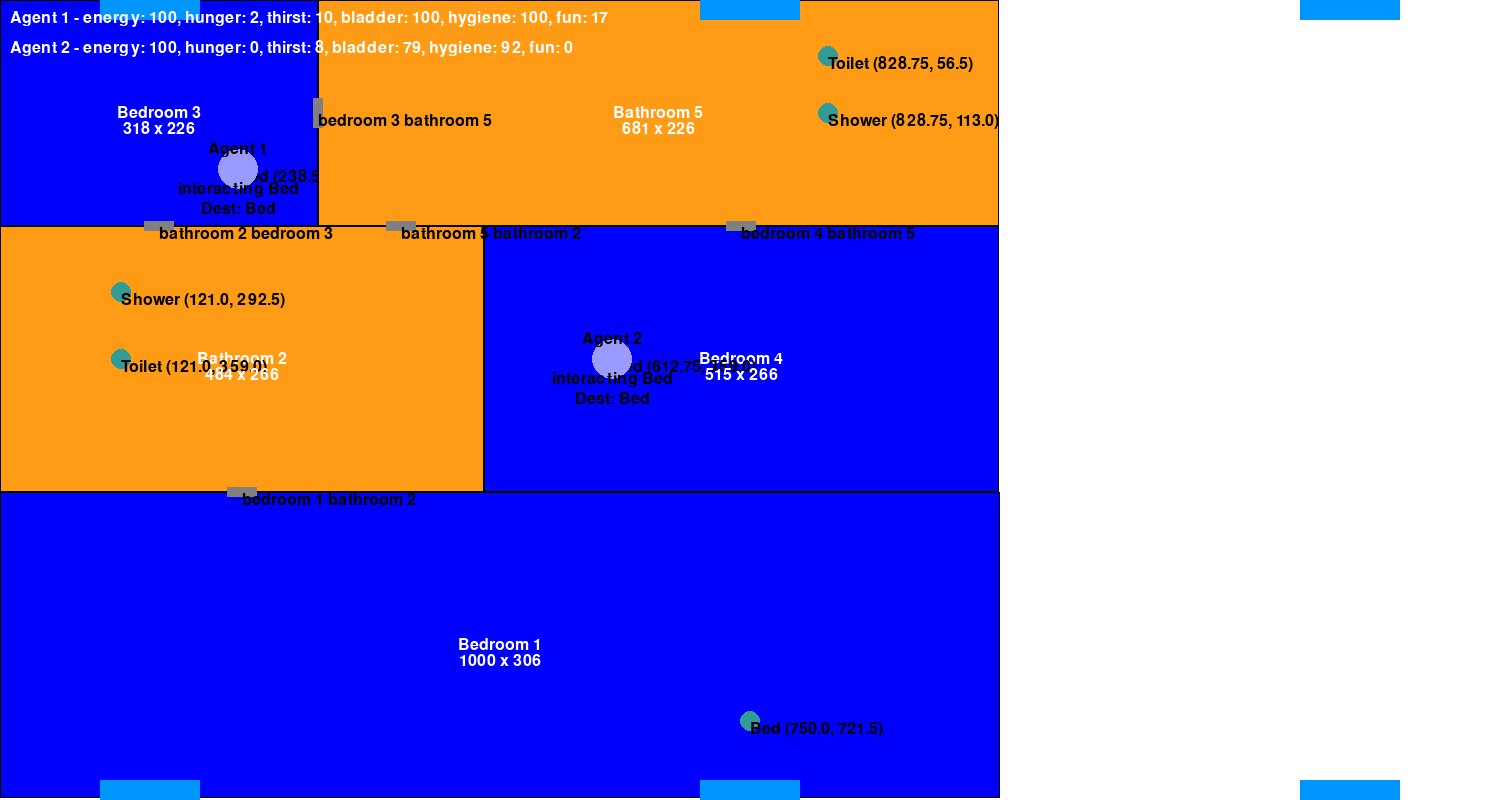 Agent 1 - energy: 100, hunger: 2, thirst: 10, bladder: 100, hygiene: 100, fun: 17
Agent 2 - energy: 100, hunger: 0, thirst: 8, bladder: 79, hygiene: 92, fun: 0
Toilet (828.75, 56.5)
Bedroom 3
318 x 226
bedroom 3 bathroom 5
Bathroom 5
681 x 226
Shower (828.75, 113.0)
Agent 1
(238.5
interacting Bed
Dest: Bed
bathroom 2 bedroom 3
bathroom 5 bathroom 2
bedroom 4 bathroom 5
Shower (121.0, 292.5)
Toilet (121.0, 359.0)
Bathroom 2
484 x 266
Agent 2
(612.75,
Bedroom 4
515 x 266
interacting Bed
Dest: Bed
bedroom 1 bathroom 2
Bedroom 1
1000 x 306
Bed (750.0, 721.5)